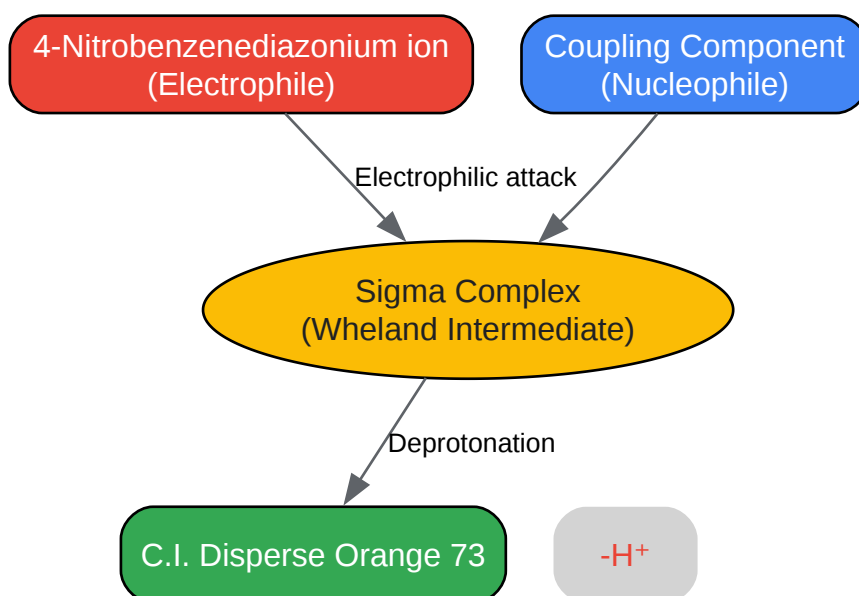 4-Nitrobenzenediazonium ion
(Electrophile)
Coupling Component
(Nucleophile)
Electrophilic attack
Sigma Complex
(Wheland Intermediate)
Deprotonation
C.I. Disperse Orange 73
-H⁺